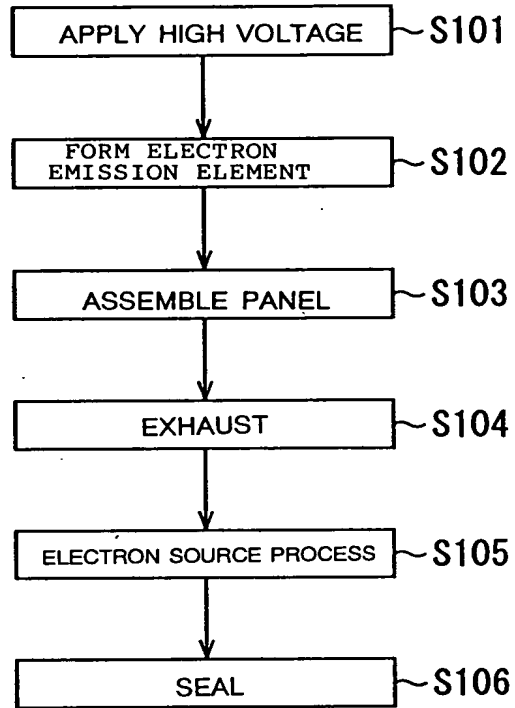 APPLY HIGH VOLTAGE S101
FORM ELECTRON
EMISSION ELEMENT S102
ASSEMBLE PANEL S103
EXHAUST S104
ELECTRON SOURCE PROCESS S105
SEAL S106